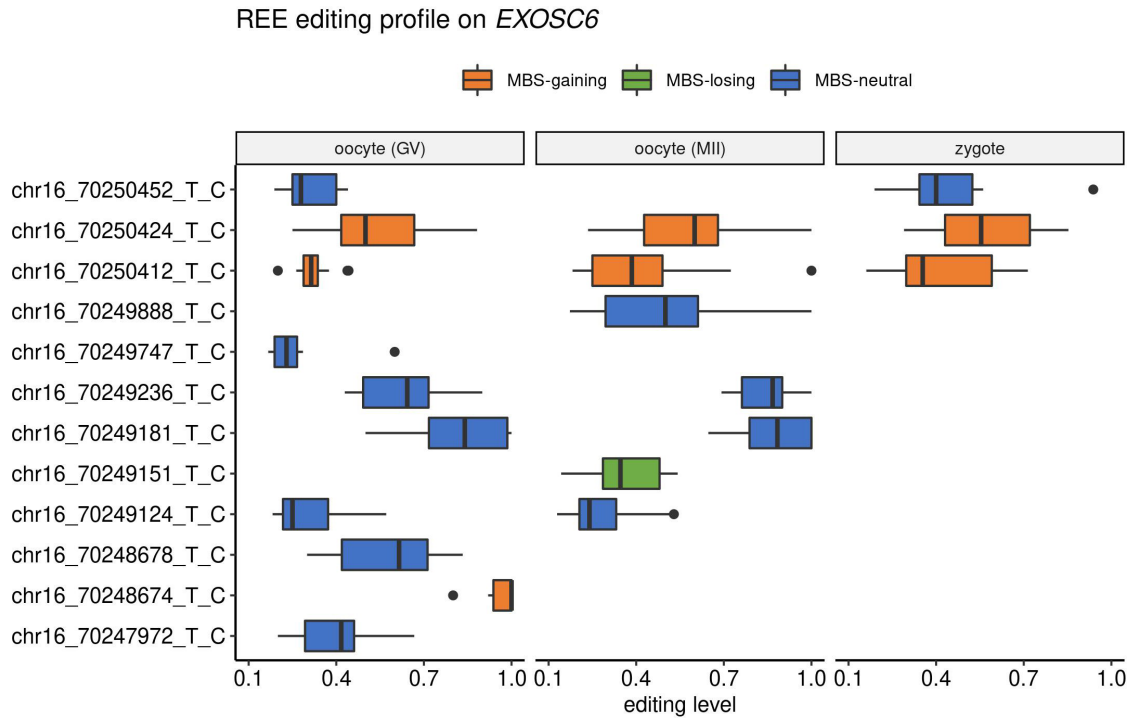 REE editing profile on EXOSC6
MBS-gaining MBS-losing MBS-neutral
oocyte (GV) oocyte (MII) zygote
chr16_70250452_T_C
chr16_70250424_T_C
chr16_70250412_T_C
chr16_70249888_T_C
chr16_70249747_T_C
chr16_70249236_T_C
chr16_70249181_T_C
chr16_70249151_T_C
chr16_70249124_T_C
chr16_70248678_T_C
chr16_70248674_T_C
chr16_70247972_T_C
0.1 0.4 0.7 1.0 0.1 0.4 0.7 1.0 0.1 0.4 0.7 1.0
editing level